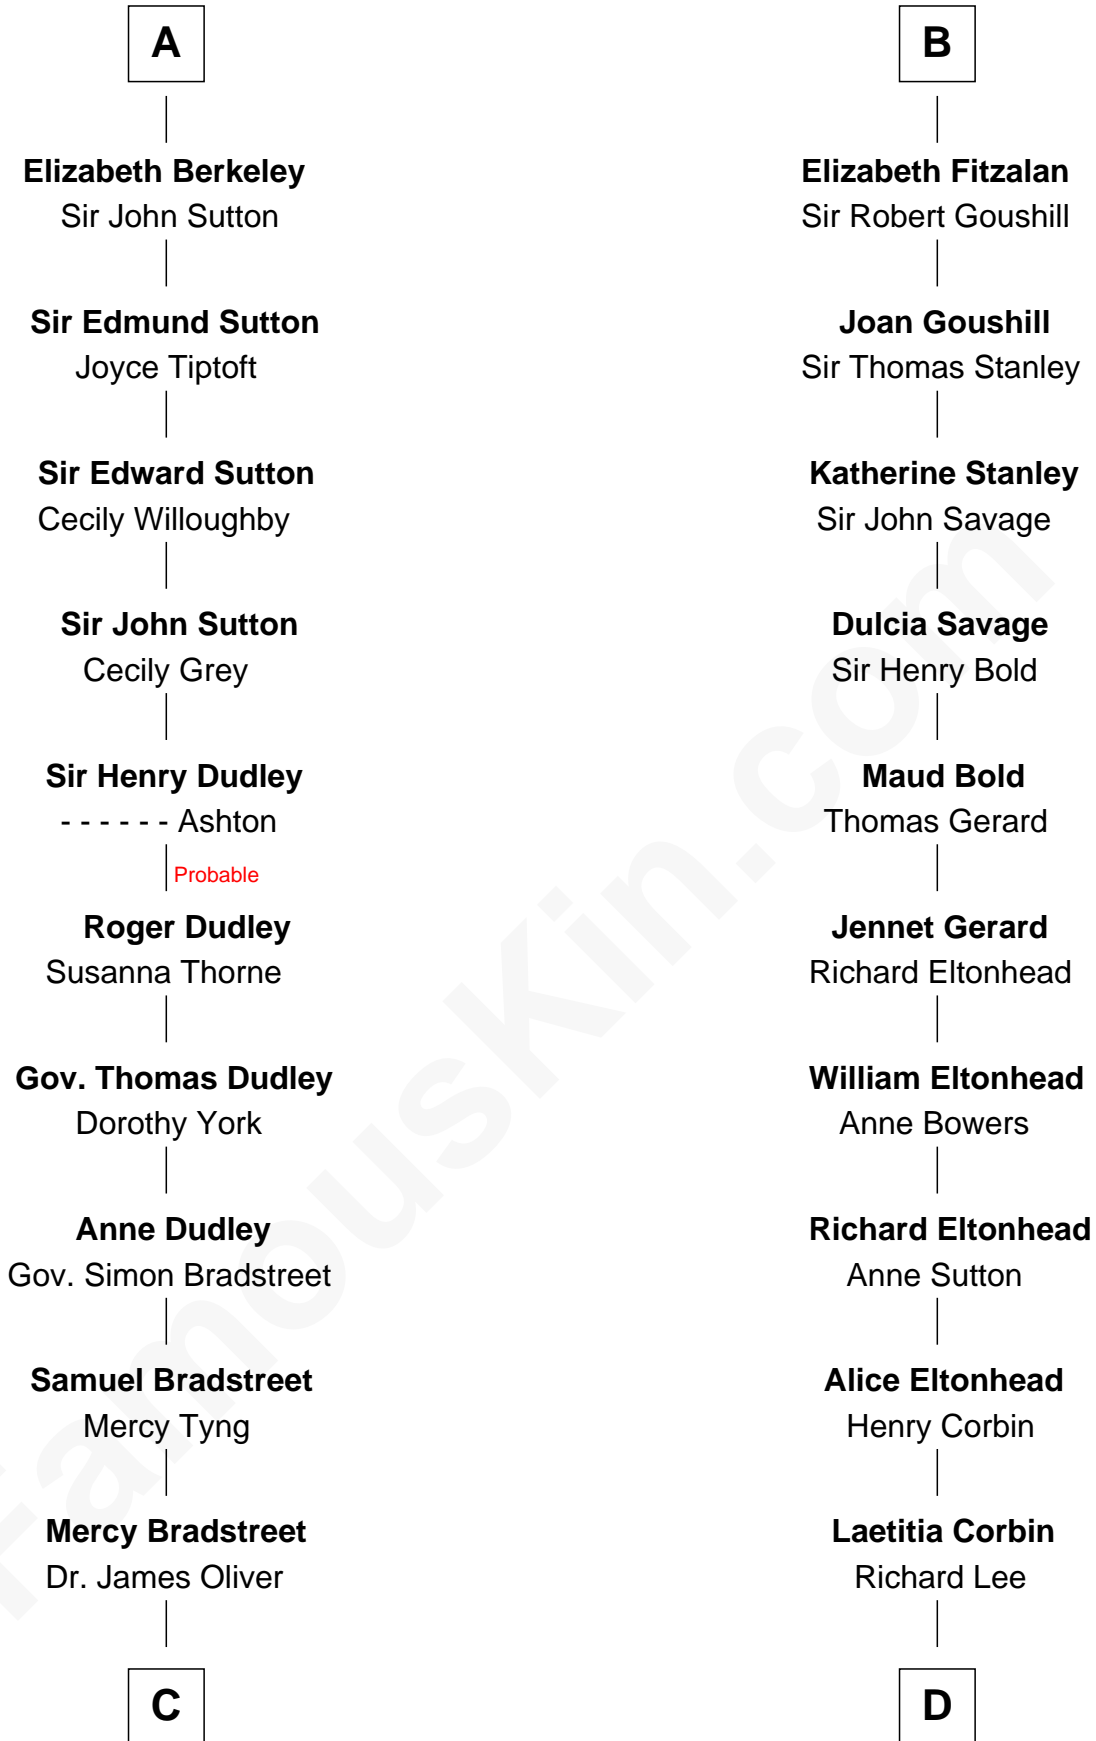 A
Elizabeth Berkeley
Sir John Sutton
Sir Edmund Sutton
Joyce Tiptoft
Sir Edward Sutton
Cecily Willoughby
Sir John Sutton
Cecily Grey
Sir Henry Dudley
- - - - - - Ashton
Probable
Roger Dudley
Susanna Thorne
Gov. Thomas Dudley
Dorothy York
Anne Dudley
Gov. Simon Bradstreet
Samuel Bradstreet
Mercy Tyng
Mercy Bradstreet
Dr. James Oliver
C
B
Elizabeth Fitzalan
Sir Robert Goushill
Joan Goushill
Sir Thomas Stanley
Katherine Stanley
Sir John Savage
Dulcia Savage
Sir Henry Bold
Maud Bold
Thomas Gerard
Jennet Gerard
Richard Eltonhead
William Eltonhead
Anne Bowers
Richard Eltonhead
Anne Sutton
Alice Eltonhead
Henry Corbin
Laetitia Corbin
Richard Lee
D
FamousKin.com